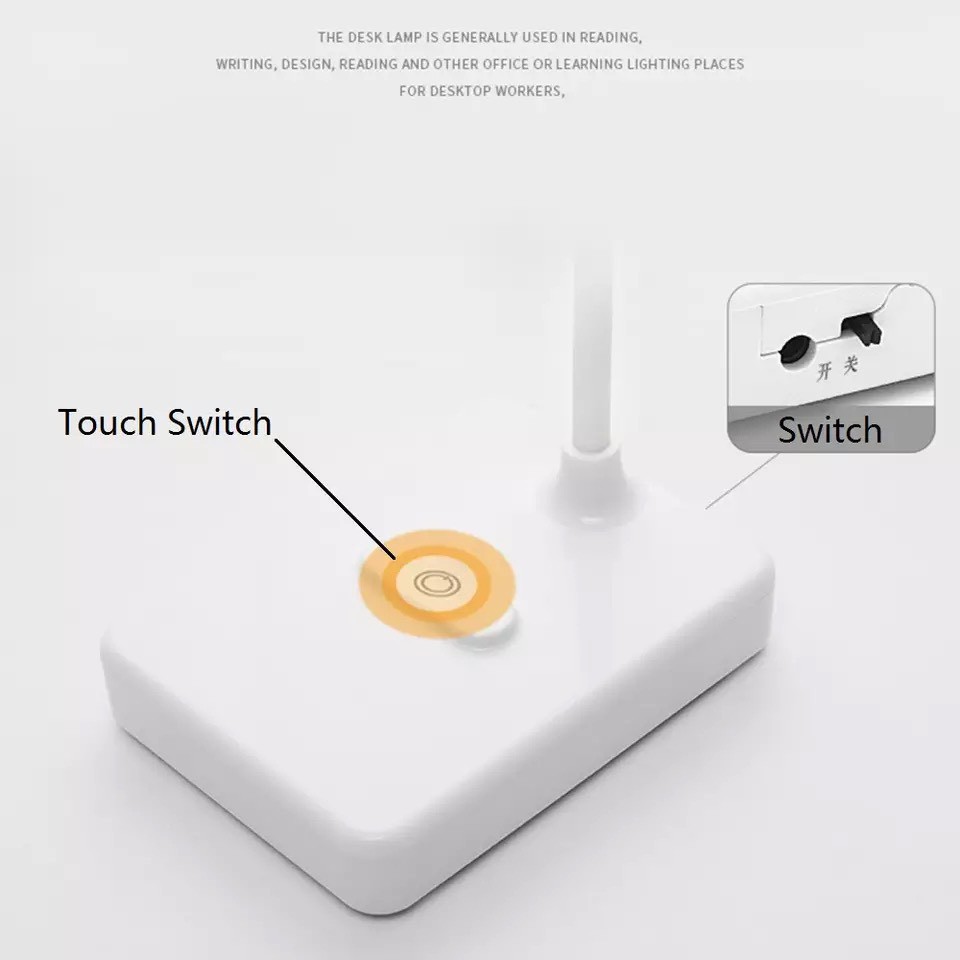 THE DESK LAMP IS GENERALLY USED IN READING,
WRITING, DESIGN, READING AND OTHER OFFICE OR LEARNING LIGHTING PLACES
FOR DESKTOP WORKERS,
Touch Switch
开 关
Switch